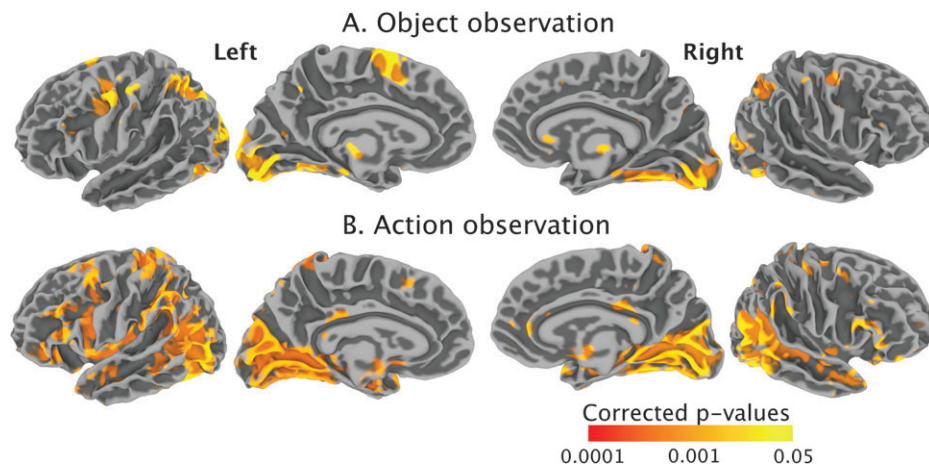 A. Object observation
Left
Right
B. Action observation
Corrected p-values
0.0001 0.001 0.05